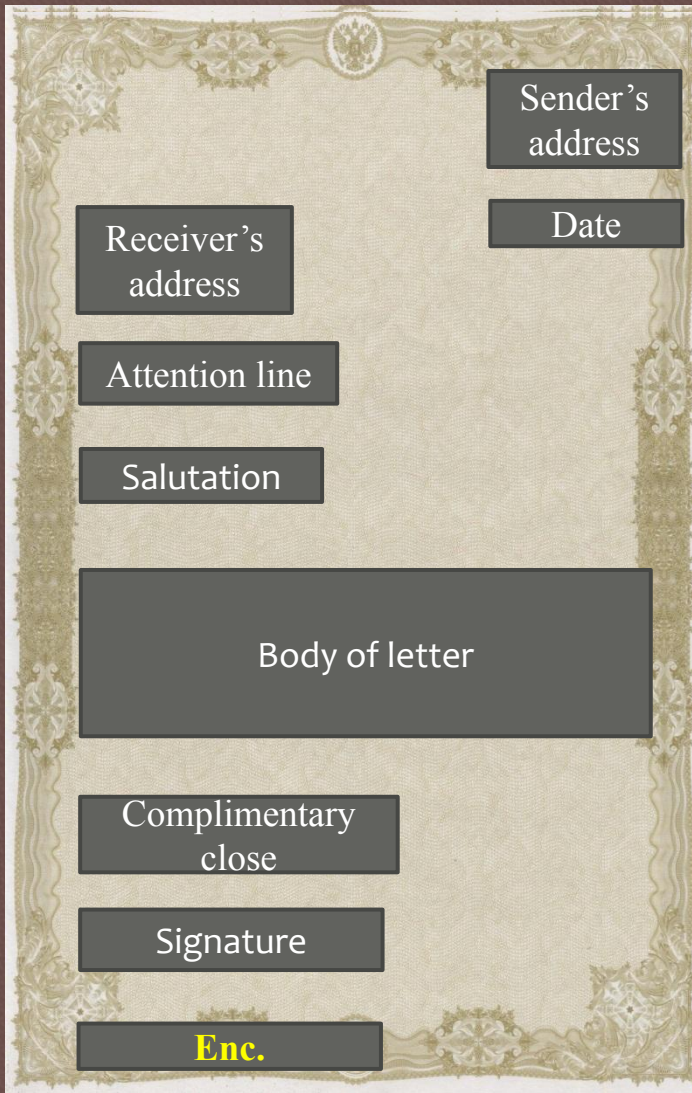 Sender’s
address
Date
Receiver’s
address
Attention line
Salutation
Body of letter
Complimentary
close
Signature
Enc.